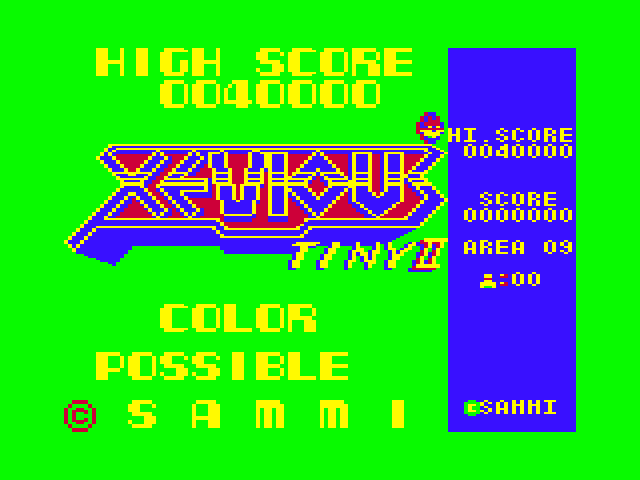 HIGH SCORE
0040000
XEVIOUS
TINY II
COLOR
POSSIBLE
© S A M M I
HI.SCORE
0040000
SCORE
0000000
AREA 09
:00
©SAMMI